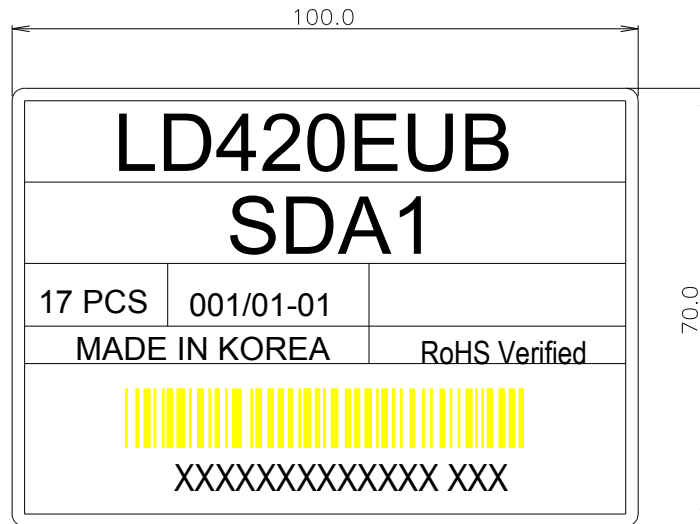 100.0
LD420EUB
SDA1
70.0
17 PCS 001/01-01
MADE IN KOREA RoHS Verified
XXXXXXXXXXXXX XXX